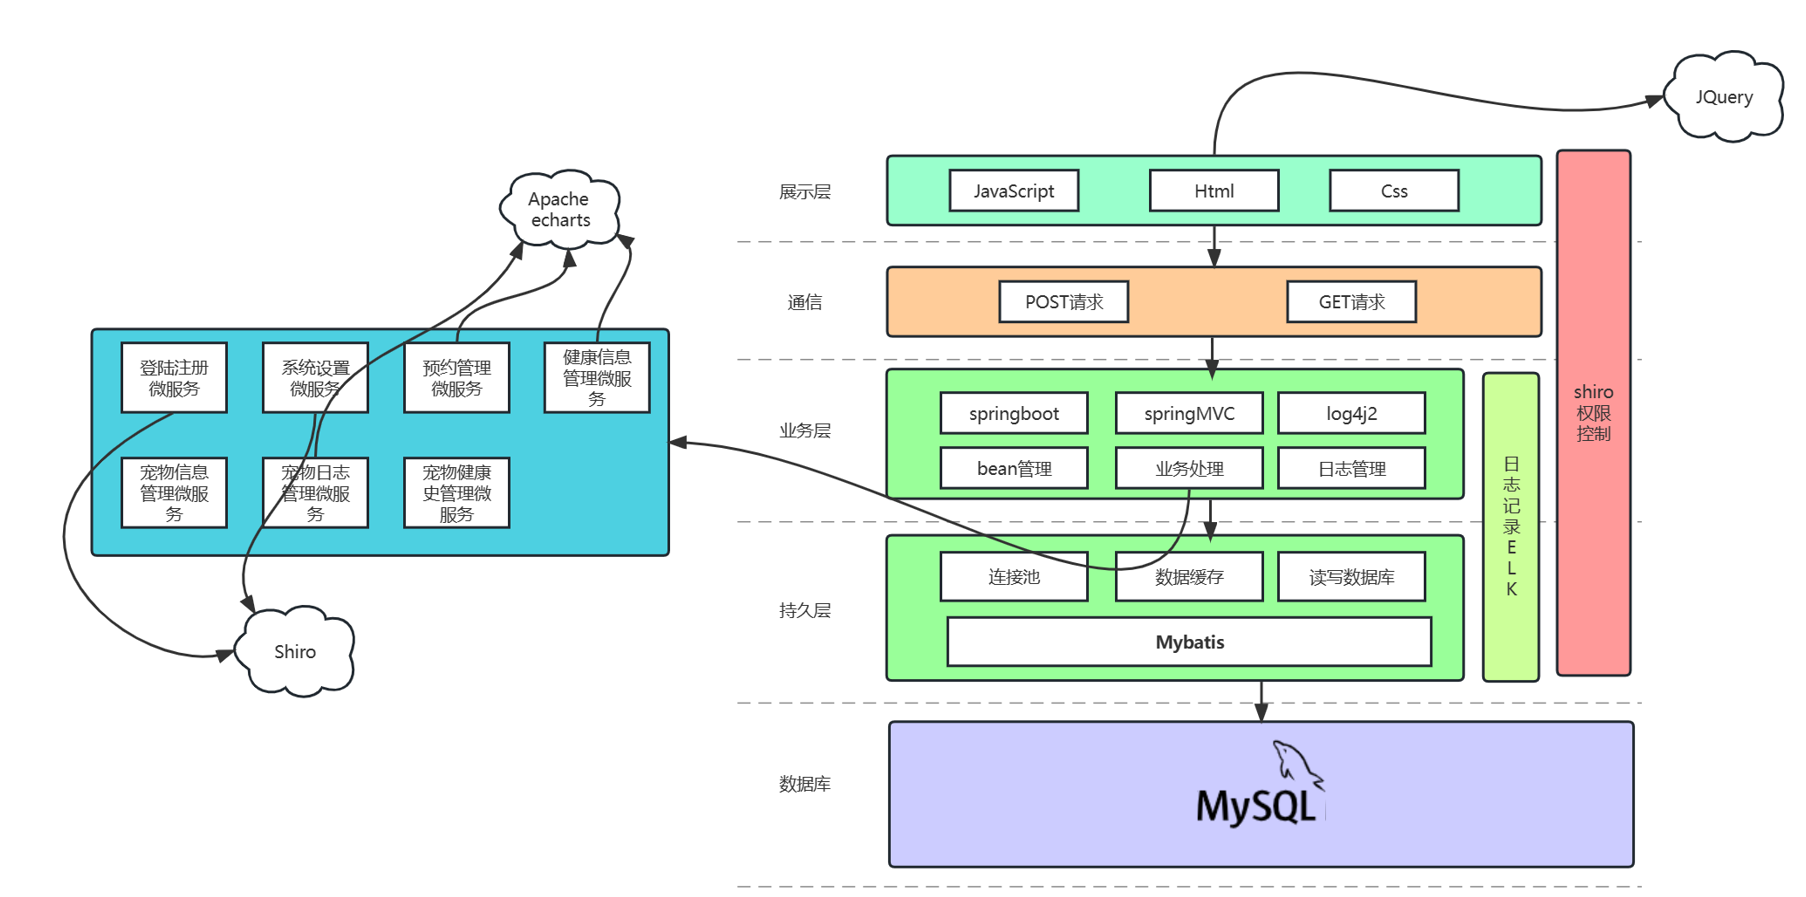 JQuery
Apache
echarts
展示层
JavaScript
Html
Css
通信
POST请求
GET请求
登陆注册
微服务
系统设置
微服务
预约管理
微服务
健康信息
管理微服
务
宠物信息
管理微服
务
宠物日志
管理微服
务
宠物健康
史管理微
服务
Shiro
业务层
springboot
springMVC
log4j2
bean管理
业务处理
日志管理
持久层
连接池
数据缓存
读写数据库
Mybatis
日
志
记
录
E
L
K
shiro
权限
控制
数据库
MySQL